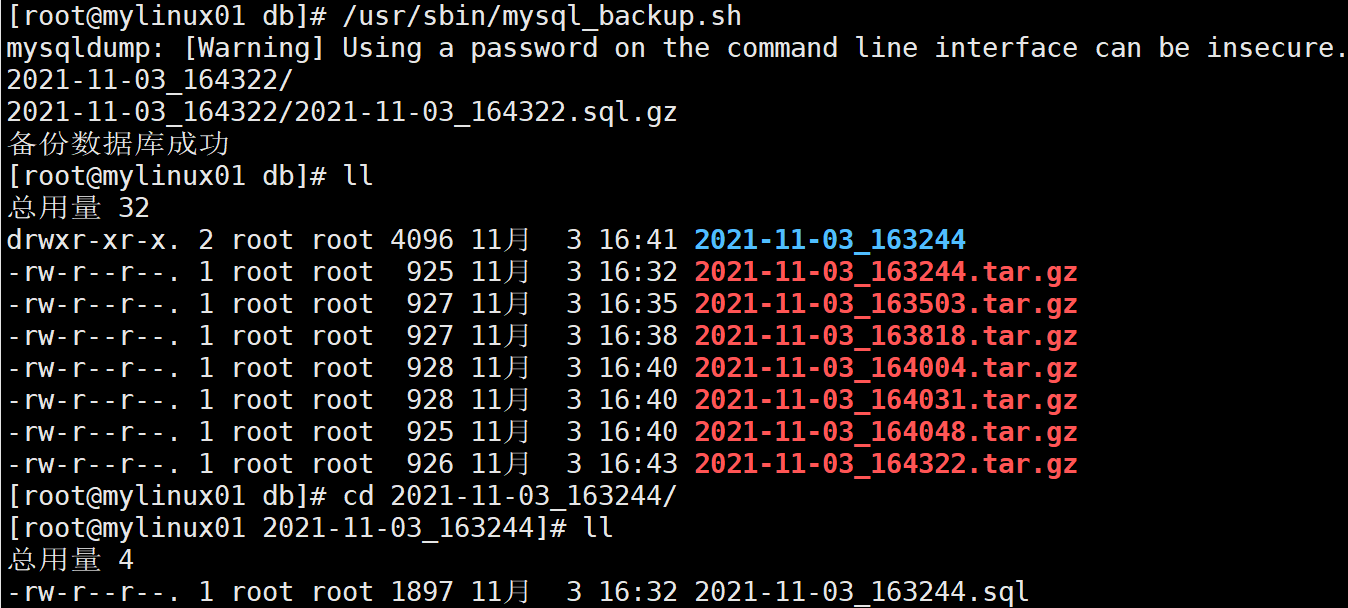 [root@mylinux01 db]# /usr/sbin/mysql_backup.sh
mysqldump: [Warning] Using a password on the command line interface can be insecure.
2021-11-03_164322/
2021-11-03_164322/2021-11-03_164322.sql.gz
备份数据库成功
[root@mylinux01 db]# ll
总用量 32
drwxr-xr-x. 2 root root 4096 11月  3 16:41 2021-11-03_163244
-rw-r--r--. 1 root root  925 11月  3 16:32 2021-11-03_163244.tar.gz
-rw-r--r--. 1 root root  927 11月  3 16:35 2021-11-03_163503.tar.gz
-rw-r--r--. 1 root root  927 11月  3 16:38 2021-11-03_163818.tar.gz
-rw-r--r--. 1 root root  928 11月  3 16:40 2021-11-03_164004.tar.gz
-rw-r--r--. 1 root root  928 11月  3 16:40 2021-11-03_164031.tar.gz
-rw-r--r--. 1 root root  925 11月  3 16:40 2021-11-03_164048.tar.gz
-rw-r--r--. 1 root root  926 11月  3 16:43 2021-11-03_164322.tar.gz
[root@mylinux01 db]# cd 2021-11-03_163244/
[root@mylinux01 2021-11-03_163244]# ll
总用量 4
-rw-r--r--. 1 root root 1897 11月  3 16:32 2021-11-03_163244.sql